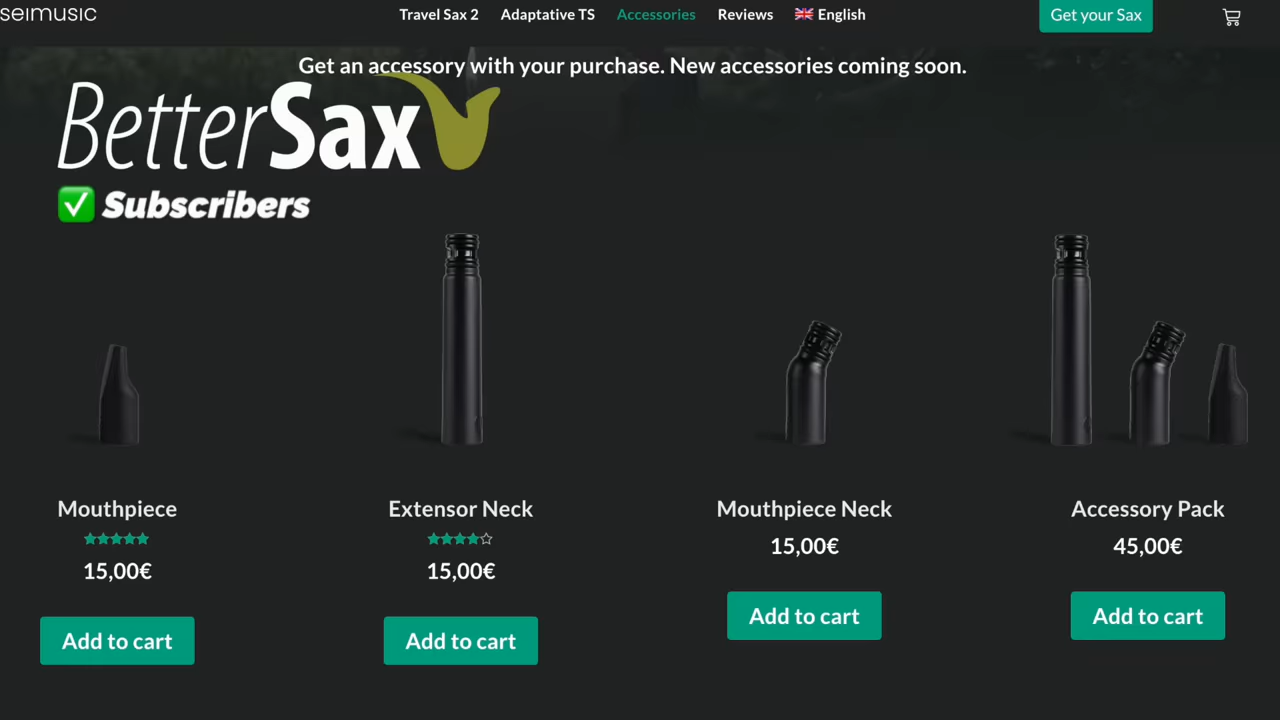 seimusic
Travel Sax 2
Adaptative TS
Accessories
Reviews
English
Get your Sax
Get an accessory with your purchase. New accessories coming soon.
BetterSax
Subscribers
Mouthpiece
15,00€
Add to cart
Extensor Neck
15,00€
Add to cart
Mouthpiece Neck
15,00€
Add to cart
Accessory Pack
45,00€
Add to cart